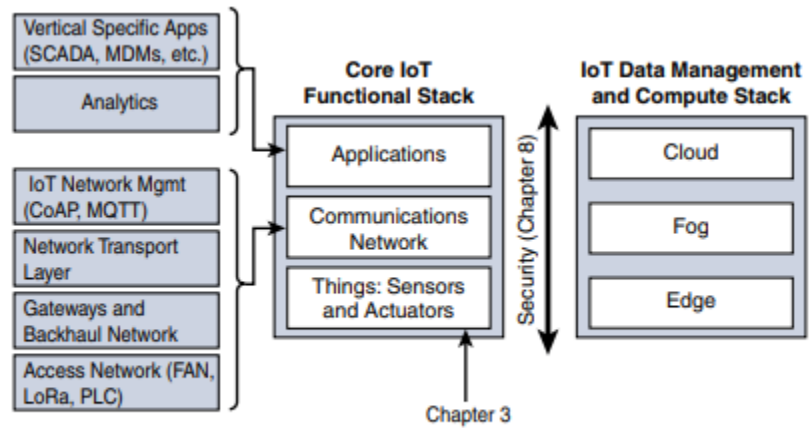 Vertical Specific Apps
(SCADA, MDMs, etc.)
Analytics
IoT Network Mgmt
(CoAP, MQTT)
Network Transport
Layer
Gateways and
Backhaul Network
Access Network (FAN,
LoRa, PLC)
Core IoT
Functional Stack
Applications
Communications
Network
Things: Sensors
and Actuators
Chapter 3
Security (Chapter 8)
IoT Data Management
and Compute Stack
Cloud
Fog
Edge